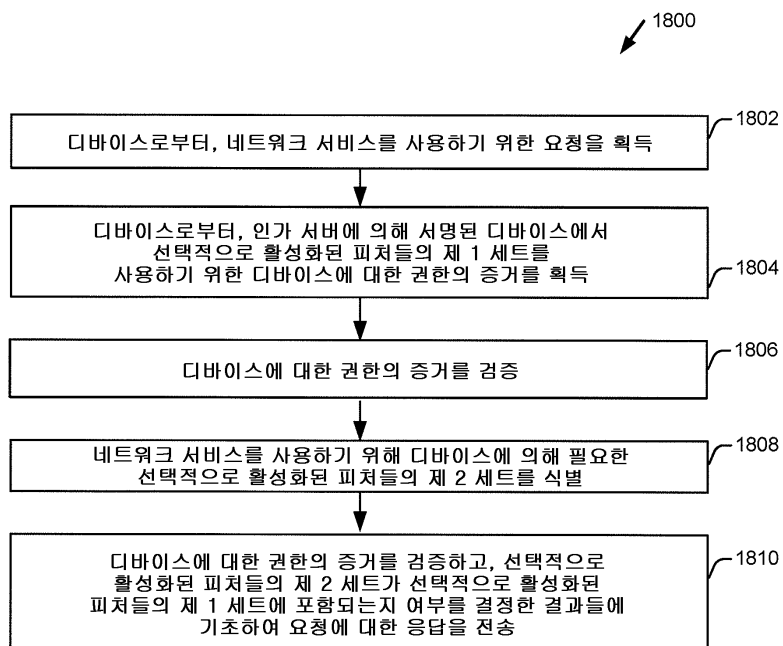 1800
디바이스로부터, 네트워크 서비스를 사용하기 위한 요청을 획득
1802
디바이스로부터, 인가 서버에 의해 서명된 디바이스에서
선택적으로 활성화된 피처들의 제 1 세트를
사용하기 위한 디바이스에 대한 권한의 증거를 획득
1804
디바이스에 대한 권한의 증거를 검증
1806
네트워크 서비스를 사용하기 위해 디바이스에 의해 필요한
선택적으로 활성화된 피처들의 제 2 세트를 식별
1808
디바이스에 대한 권한의 증거를 검증하고, 선택적으로
활성화된 피처들의 제 2 세트가 선택적으로 활성화된
피처들의 제 1 세트에 포함되는지 여부를 결정한 결과들에
기초하여 요청에 대한 응답을 전송
1810